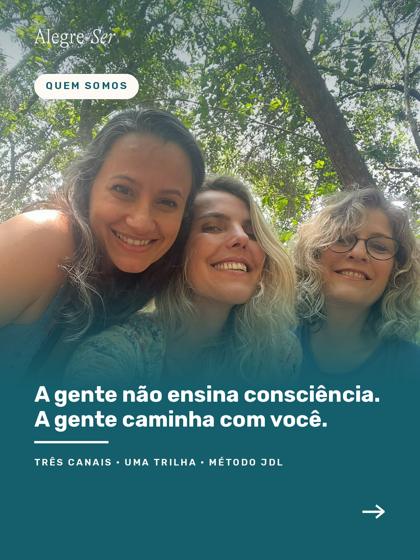 Alegre-Ser
QUEM SOMOS
A gente não ensina consciência.
A gente caminha com você.
TRÊS CANAIS • UMA TRILHA • MÉTODO JDL